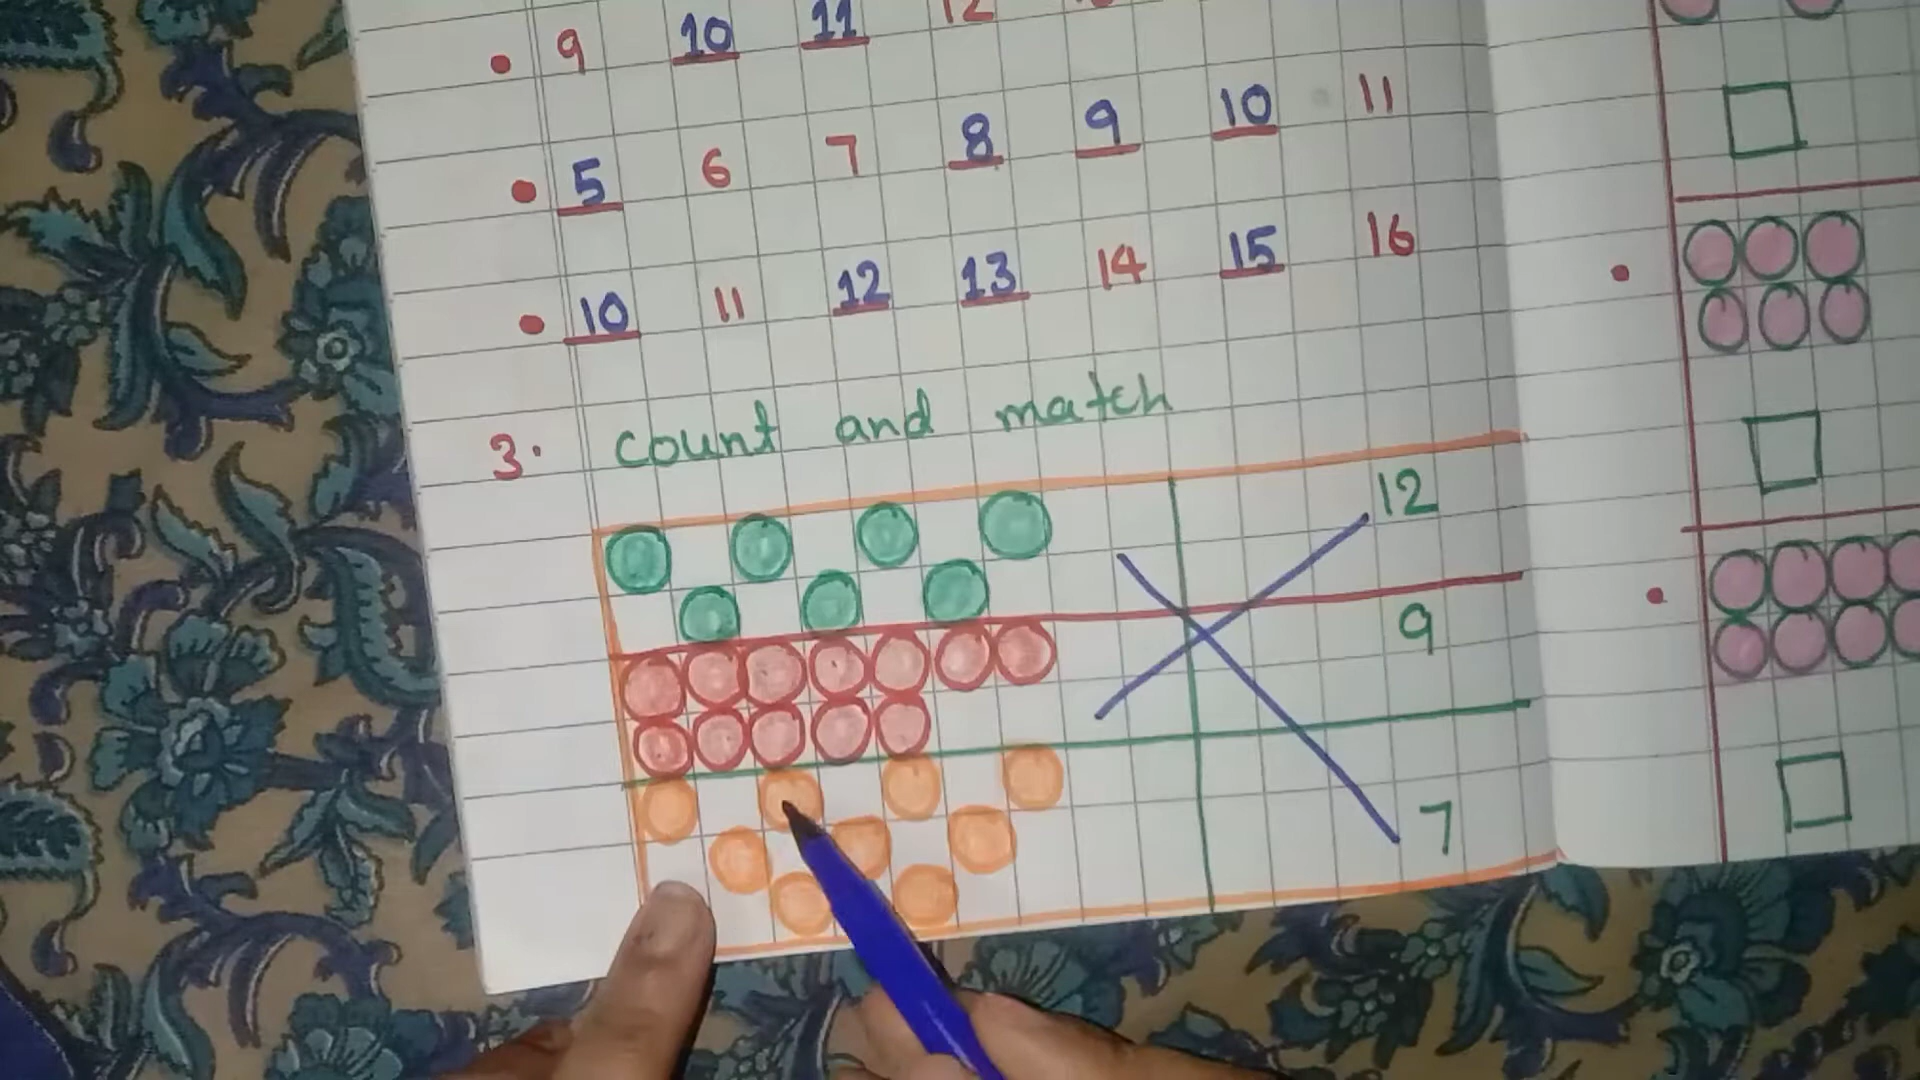 • 9 10 11 12
• 5 6 7 8 9 10 11
• 10 11 12 13 14 15 16
3. count and match
12
9
7